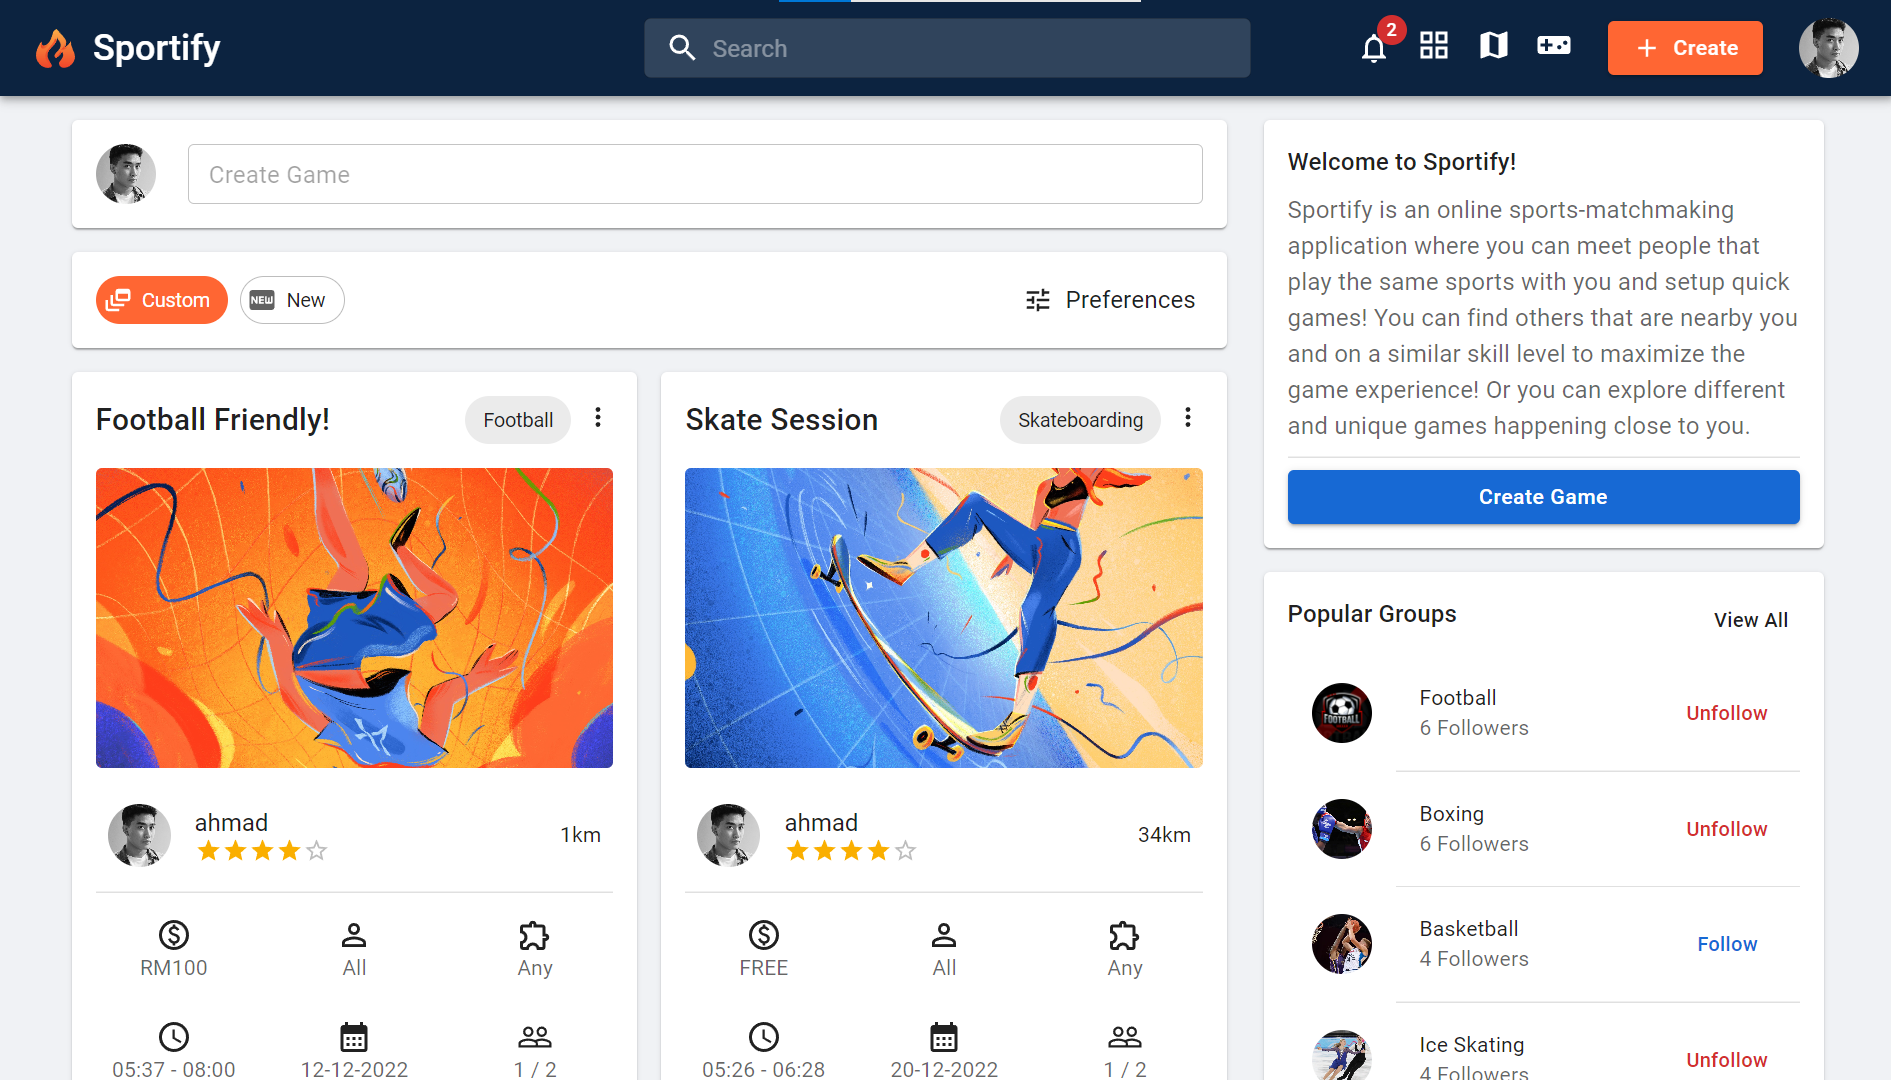 Sportify
Search
2
+ Create
Create Game
Custom
NEW New
Preferences
Football Friendly!
Football
Skate Session
Skateboarding
ahmad
1km
ahmad
34km
RM100
All
Any
FREE
All
Any
05:37 - 08:00
12-12-2022
1 / 2
05:26 - 06:28
20-12-2022
1 / 2
Welcome to Sportify!
Sportify is an online sports-matchmaking
application where you can meet people that
play the same sports with you and setup quick
games! You can find others that are nearby you
and on a similar skill level to maximize the
game experience! Or you can explore different
and unique games happening close to you.
Create Game
Popular Groups
View All
FOOTBALL
Football
6 Followers
Unfollow
Boxing
6 Followers
Unfollow
Basketball
4 Followers
Follow
Ice Skating
4 Followers
Unfollow